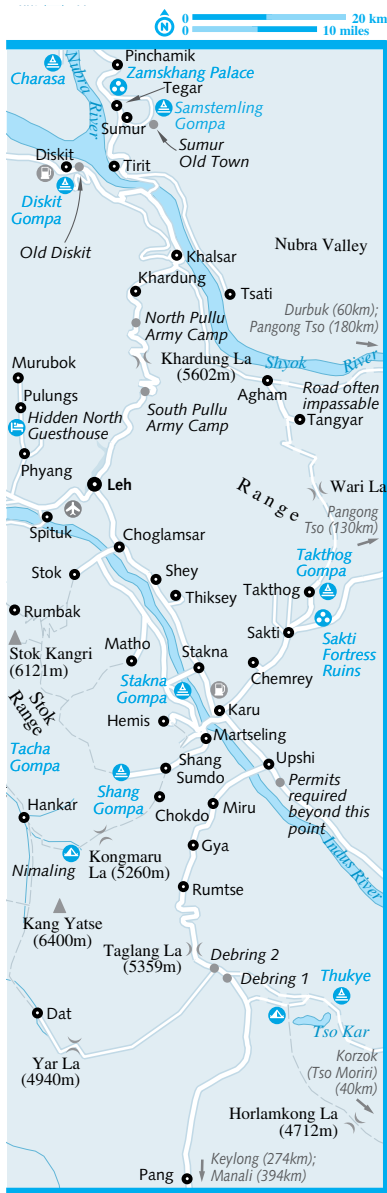 N
0
20 km
0
10 miles
Pinchamik
Charasa
Zamskhang Palace
Nubra
River
Tegar
Samstemling
Gompa
Sumur
Sumur
Old Town
Diskit
Tirit
Diskit
Gompa
Old Diskit
Khalsar
Nubra Valley
Khardung
Tsati
Durbuk (60km);
Pangong Tso (180km)
North Pullu
Army Camp
Khardung La
(5602m)
Shyok
River
Murubok
Agham
Road often
impassable
Pulungs
South Pullu
Army Camp
Tangyar
Hidden North
Guesthouse
Phyang
Leh
Range
Wari La
Pangong
Tso (130km)
Spituk
Choglamsar
Takthog
Gompa
Stok
Shey
Takthog
Thiksey
Rumbak
Sakti
Sakti
Fortress
Ruins
Stok Kangri
(6121m)
Matho
Stakna
Chemrey
Stok
Range
Stakna
Gompa
Karu
Hemis
Martseling
Tacha
Gompa
Upshi
Shang
Sumdo
Shang
Gompa
Permits
required
beyond this
point
Hankar
Chokdo
Miru
Gya
Indus River
Nimaling
Kongmaru
La (5260m)
Rumtse
Kang Yatse
(6400m)
Taglang La
(5359m)
Debring 2
Debring 1
Thukye
Dat
Tso Kar
Yar La
(4940m)
Korzok
(Tso Moriri)
(40km)
Horlamkong La
(4712m)
Keylong (274km);
Manali (394km)
Pang